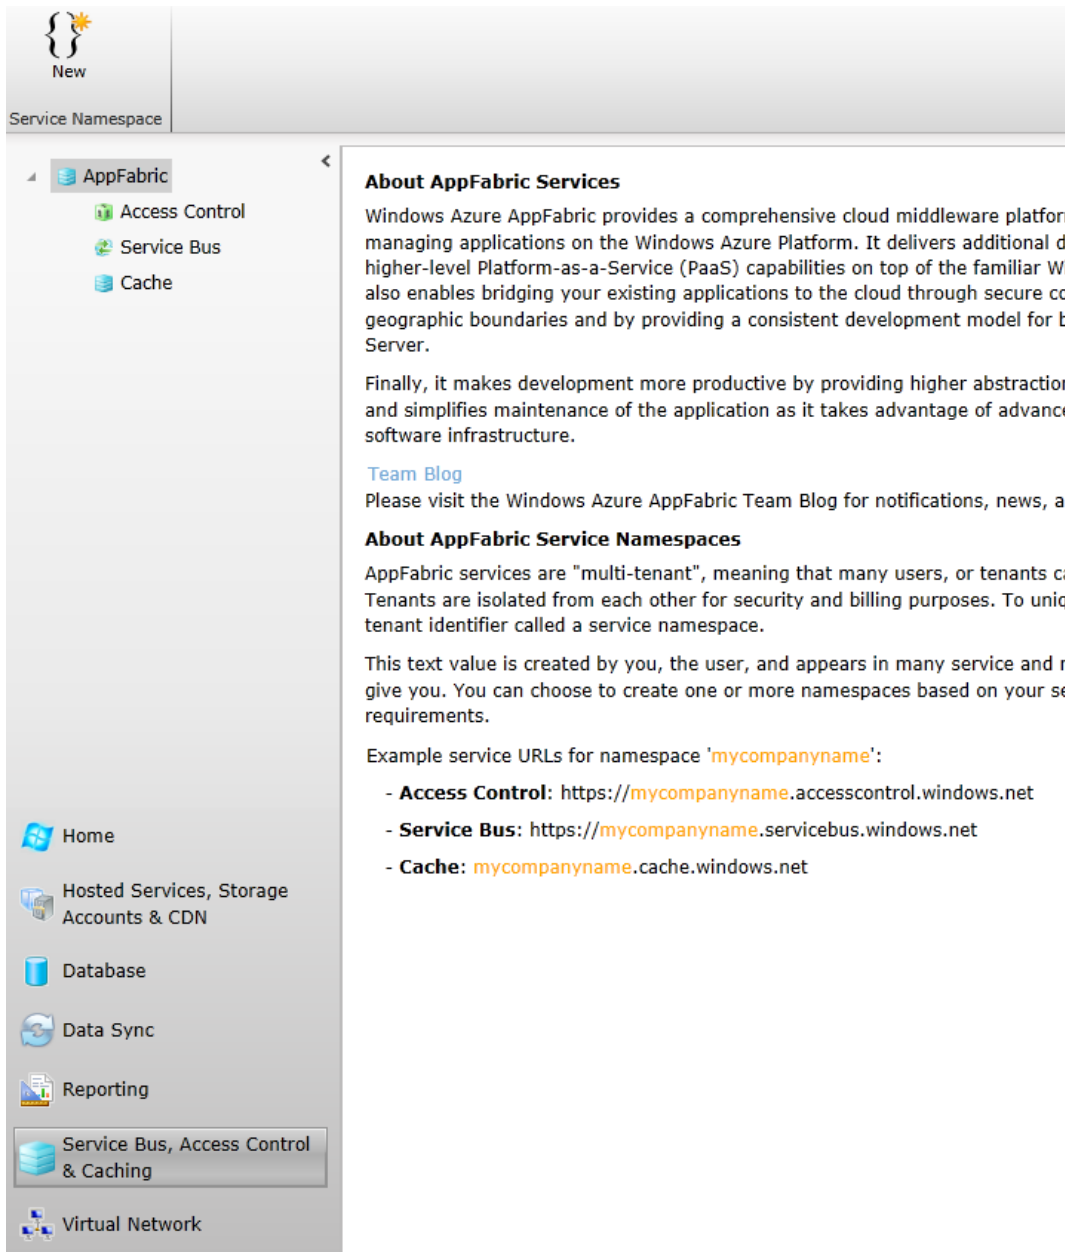 New
Service Namespace
AppFabric
Access Control
Service Bus
Cache
Home
Hosted Services, Storage
Accounts & CDN
Database
Data Sync
Reporting
Service Bus, Access Control
& Caching
Virtual Network
About AppFabric Services
Windows Azure AppFabric provides a comprehensive cloud middleware
managing applications on the Windows Azure Platform. It delivers additional
higher-level Platform-as-a-Service (PaaS) capabilities on top of the familiar
also enables bridging your existing applications to the cloud through secure
geographic boundaries and by providing a consistent development model for
Server.
Finally, it makes development more productive by providing higher
and simplifies maintenance of the application as it takes advantage of
software infrastructure.
Team Blog
Please visit the Windows Azure AppFabric Team Blog for notifications, news,
About AppFabric Service Namespaces
AppFabric services are "multi-tenant", meaning that many users, or tenants
Tenants are isolated from each other for security and billing purposes. To
tenant identifier called a service namespace.
This text value is created by you, the user, and appears in many service and
give you. You can choose to create one or more namespaces based on your
requirements.
Example service URLs for namespace 'mycompanyname':
- Access Control: https://mycompanyname.accesscontrol.windows.net
- Service Bus: https://mycompanyname.servicebus.windows.net
- Cache: mycompanyname.cache.windows.net